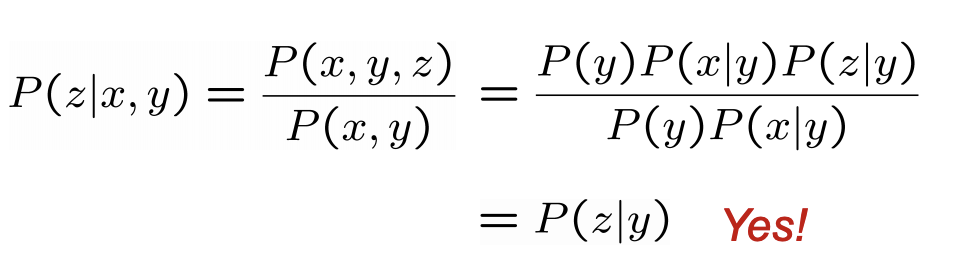 P(z|x, y) = P(x, y, z) / P(x, y) = P(y)P(x|y)P(z|y) / P(y)P(x|y)
= P(z|y) Yes!